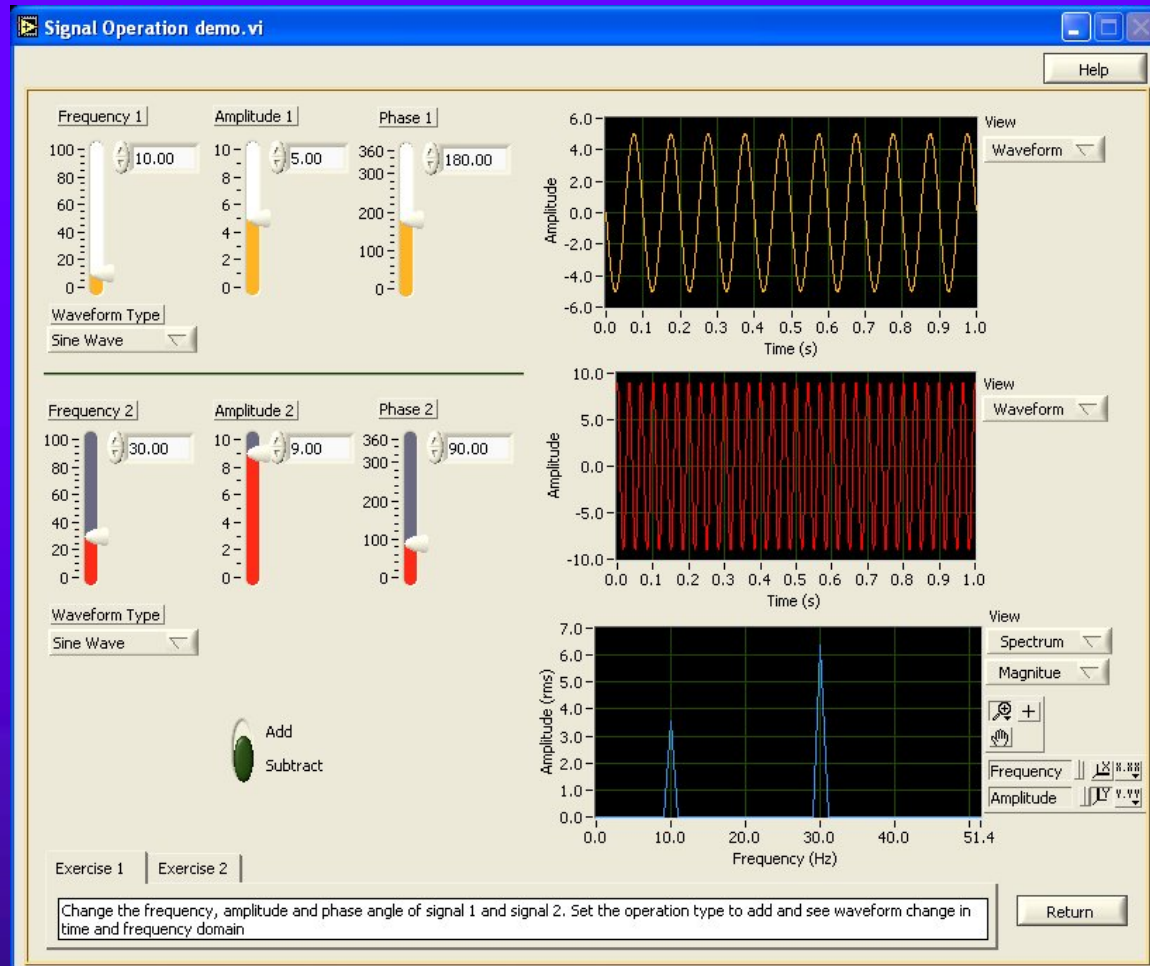 Signal Operation demo.vi
Help
Frequency 1
Amplitude 1
Phase 1
10.00
5.00
180.00
100
80
60
40
20
0
10
8
6
4
2
0
360
300
200
100
0
Waveform Type
Sine Wave
6.0
4.0
2.0
0.0
-2.0
-4.0
-6.0
Amplitude
0.0 0.1 0.2 0.3 0.4 0.5 0.6 0.7 0.8 0.9 1.0
Time (s)
View
Waveform
Frequency 2
Amplitude 2
Phase 2
30.00
9.00
90.00
100
80
60
40
20
0
10
8
6
4
2
0
360
300
200
100
0
Waveform Type
Sine Wave
10.0
5.0
0.0
-5.0
-10.0
Amplitude
0.0 0.1 0.2 0.3 0.4 0.5 0.6 0.7 0.8 0.9 1.0
Time (s)
View
Waveform
Add
Subtract
7.0
6.0
5.0
4.0
3.0
2.0
1.0
0.0
Amplitude (rms)
0.0 10.0 20.0 30.0 40.0 51.4
Frequency (Hz)
View
Spectrum
Magnitue
Frequency
X 8.88
Amplitude
Y Y.YY
Exercise 1
Exercise 2
Change the frequency, amplitude and phase angle of signal 1 and signal 2. Set the operation type to add and see waveform change in
time and frequency domain
Return